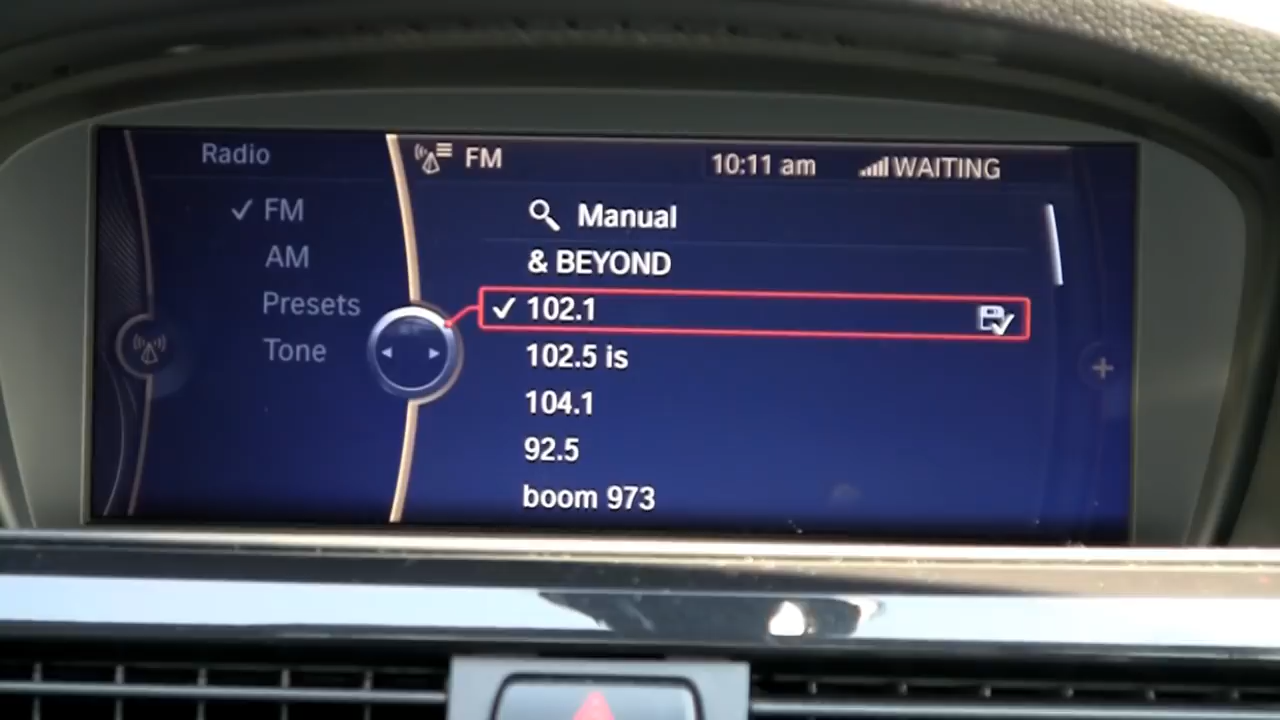 Radio
FM
10:11 am
WAITING
FM
AM
Presets
Tone
Manual
& BEYOND
102.1
102.5 is
104.1
92.5
boom 973